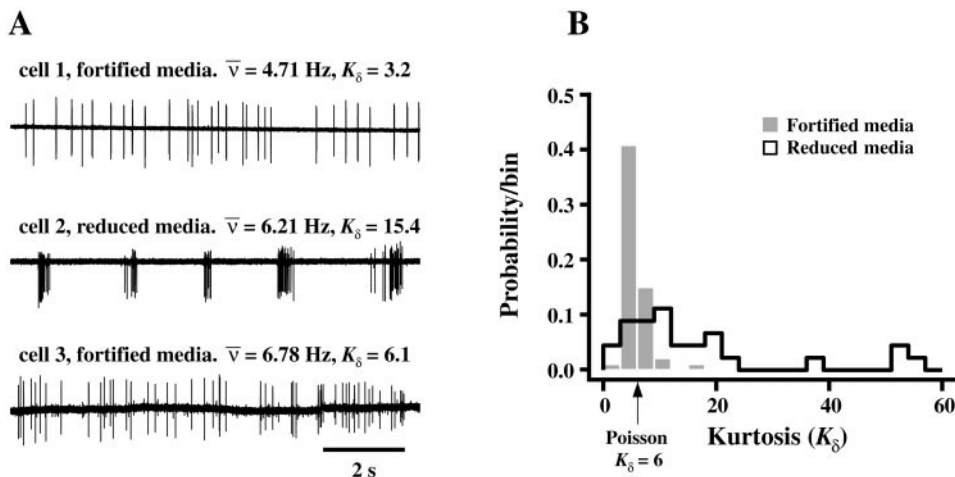 A
cell 1, fortified media. ν̅ = 4.71 Hz, Kδ = 3.2
cell 2, reduced media. ν̅ = 6.21 Hz, Kδ = 15.4
cell 3, fortified media. ν̅ = 6.78 Hz, Kδ = 6.1
2 s
B
Fortified media
Reduced media
Probability/bin
0.5
0.4
0.3
0.2
0.1
0.0
0 20 40 60
Kurtosis (Kδ)
Poisson
Kδ = 6